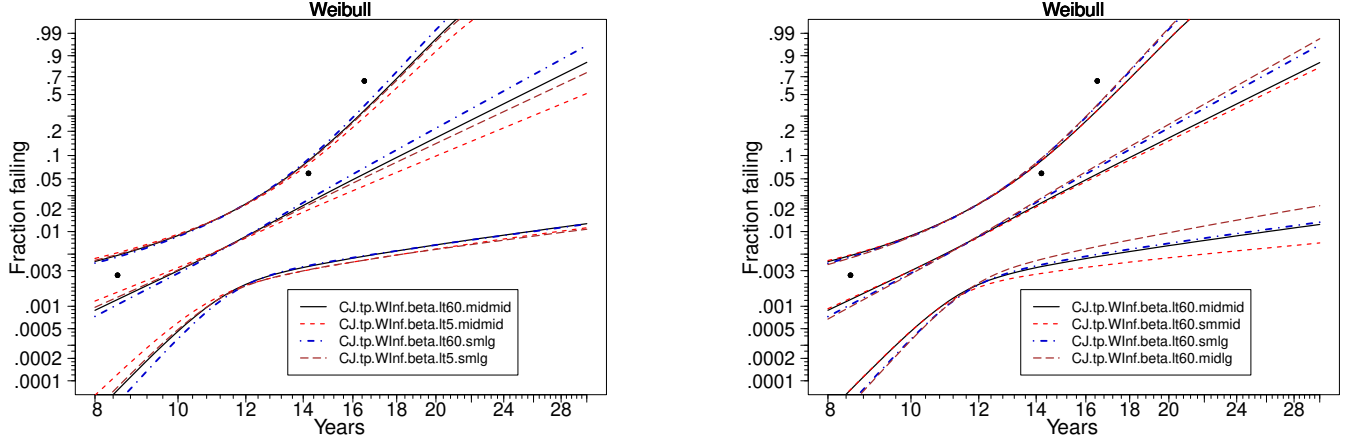 Weibull
Fraction failing
.99
.9
.7
.5
.2
.1
.05
.02
.01
.003
.001
.0005
.0002
.0001
CJ.tp.WInf.beta.lt60.midmid
CJ.tp.WInf.beta.lt5.midmid
CJ.tp.WInf.beta.lt60.smlg
CJ.tp.WInf.beta.lt5.smlg
8 10 12 14 16 18 20 24 28
Years
Weibull
Fraction failing
.99
.9
.7
.5
.2
.1
.05
.02
.01
.003
.001
.0005
.0002
.0001
CJ.tp.WInf.beta.lt60.midmid
CJ.tp.WInf.beta.lt60.smmid
CJ.tp.WInf.beta.lt60.smlg
CJ.tp.WInf.beta.lt60.midlg
8 10 12 14 16 18 20 24 28
Years